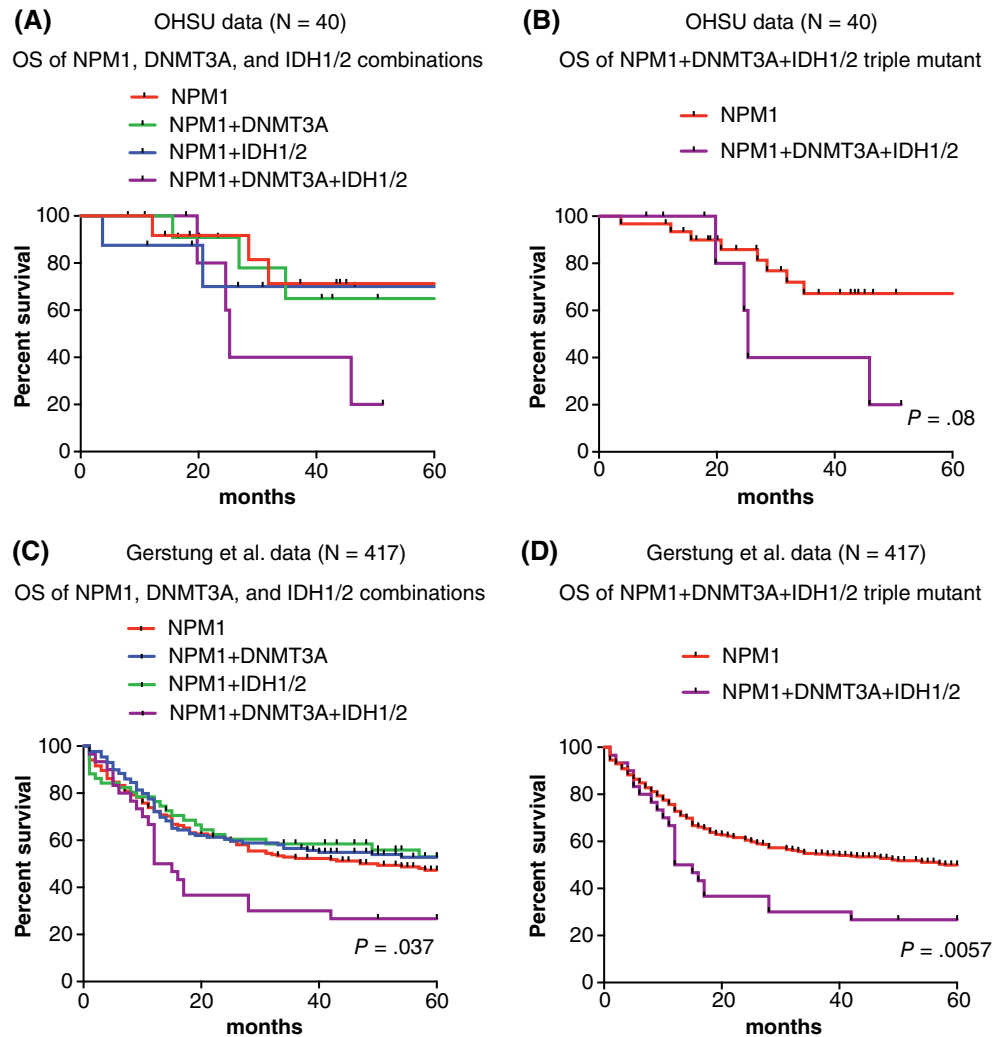 (A)
OHSU data (N = 40)
OS of NPM1, DNMT3A, and IDH1/2 combinations
NPM1
NPM1+DNMT3A
NPM1+IDH1/2
NPM1+DNMT3A+IDH1/2
100
80
60
40
20
0
Percent survival
0 20 40 60
months
(B)
OHSU data (N = 40)
OS of NPM1+DNMT3A+IDH1/2 triple mutant
NPM1
NPM1+DNMT3A+IDH1/2
100
80
60
40
20
0
Percent survival
P = .08
0 20 40 60
months
(C)
Gerstung et al. data (N = 417)
OS of NPM1, DNMT3A, and IDH1/2 combinations
NPM1
NPM1+DNMT3A
NPM1+IDH1/2
NPM1+DNMT3A+IDH1/2
100
80
60
40
20
0
Percent survival
P = .037
0 20 40 60
months
(D)
Gerstung et al. data (N = 417)
OS of NPM1+DNMT3A+IDH1/2 triple mutant
NPM1
NPM1+DNMT3A+IDH1/2
100
80
60
40
20
0
Percent survival
P = .0057
0 20 40 60
months